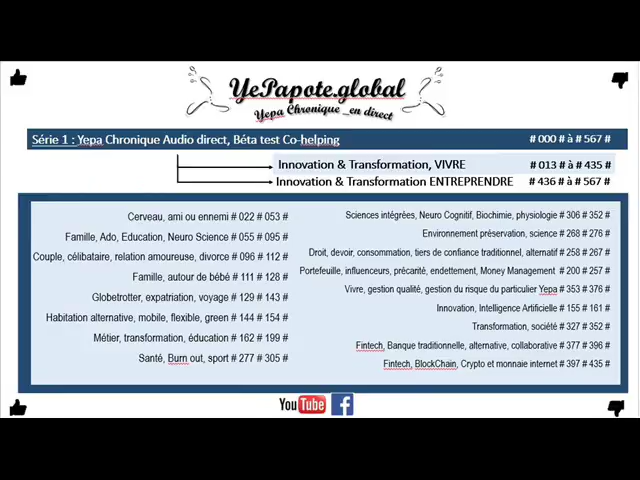 YePapote.global
Yepa Chronique _en direct
Série 1 : Yepa Chronique Audio direct, Béta test Co-helping # 000 # à # 567 #
Innovation & Transformation, VIVRE # 013 # à # 435 #
Innovation & Transformation ENTREPRENDRE # 436 # à # 567 #
Cerveau, ami ou ennemi # 022 # 053 #
Famille, Ado, Education, Neuro Science # 055 # 095 #
Couple, célibataire, relation amoureuse, divorce # 096 # 112 #
Famille, autour de bébé # 111 # 128 #
Globetrotter, expatriation, voyage # 129 # 143 #
Habitation alternative, mobile, flexible, green # 144 # 154 #
Métier, transformation, éducation # 162 # 199 #
Santé, Burn out, sport # 277 # 305 #
Sciences intégrées, Neuro Cognitif, Biochimie, physiologie # 306 # 352 #
Environnement préservation, science # 268 # 276 #
Droit, devoir, consommation, tiers de confiance traditionnel, alternatif # 258 # 267 #
Portefeuille, influenceurs, précarité, endettement, Money Management # 200 # 257 #
Vivre, gestion qualité, gestion du risque du particulier Yepa # 353 # 376 #
Innovation, Intelligence Artificielle # 155 # 161 #
Transformation, société # 327 # 352 #
Fintech, Banque traditionnelle, alternative, collaborative # 377 # 396 #
Fintech, BlockChain, Crypto et monnaie internet # 397 # 435 #
YouTube f